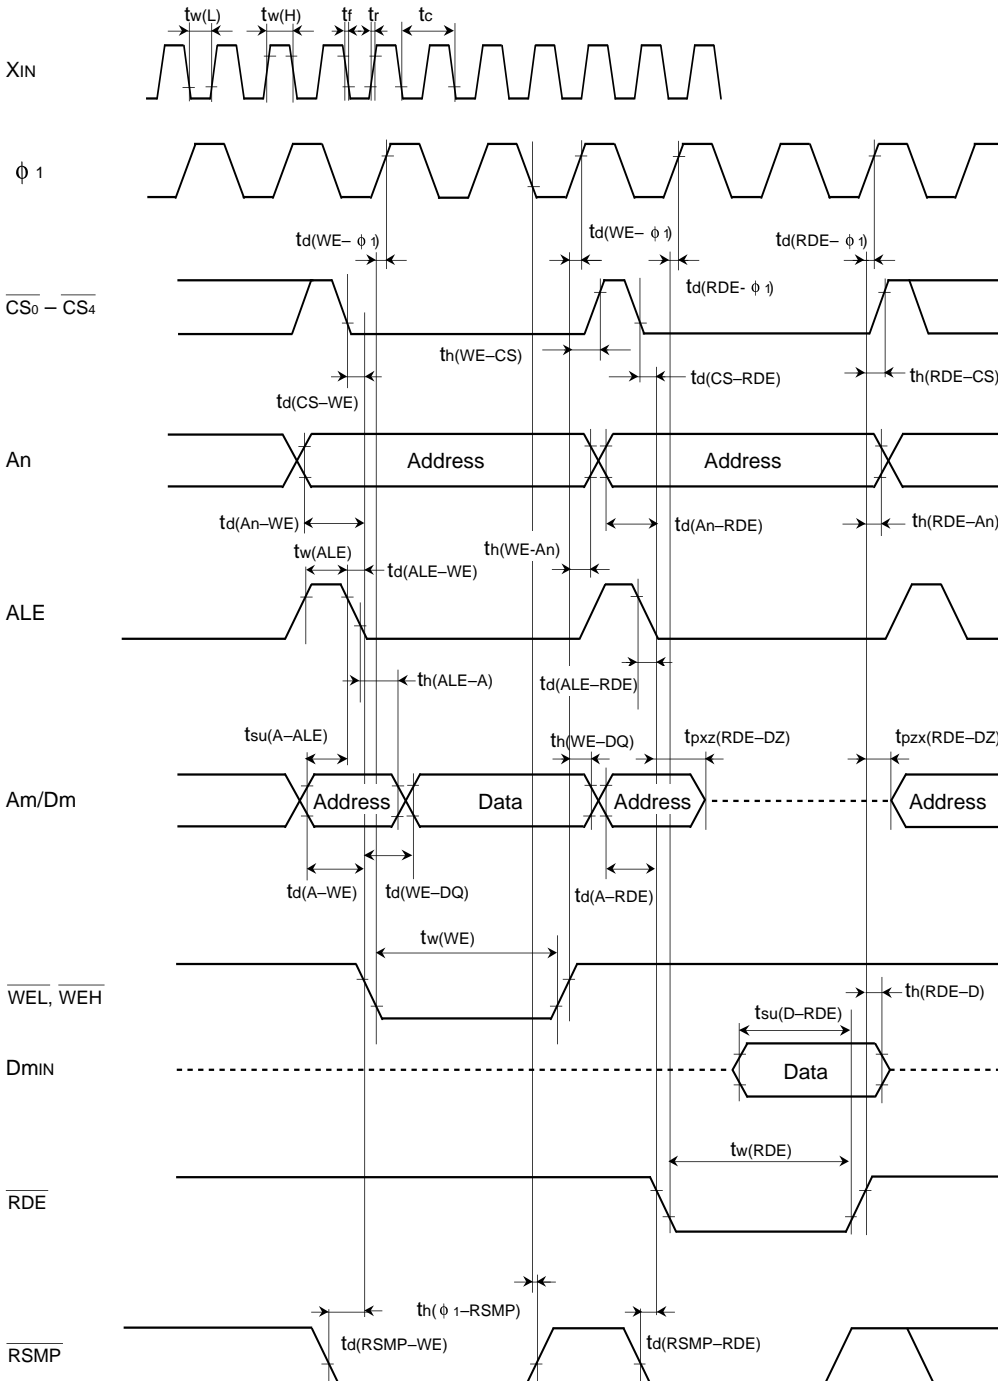 tw(L) tw(H) tf tr tc
XIN
ϕ 1
td(WE– ϕ 1) td(WE– ϕ 1) td(RDE– ϕ 1)
td(RDE- ϕ 1)
CS0 – CS4
th(WE–CS)
td(CS–RDE) th(RDE–CS)
td(CS–WE)
An Address Address
td(An–WE) td(An–RDE) th(RDE–An)
tw(ALE) th(WE-An)
td(ALE–WE)
ALE
th(ALE–A) td(ALE–RDE)
tsu(A–ALE) th(WE–DQ) tpxz(RDE–DZ) tpzx(RDE–DZ)
Am/Dm Address Data Address Address
td(A–WE) td(WE–DQ) td(A–RDE)
tw(WE)
WEL, WEH th(RDE–D)
tsu(D–RDE)
DmIN Data
tw(RDE)
RDE
th(ϕ 1–RSMP)
td(RSMP–WE) td(RSMP–RDE)
RSMP